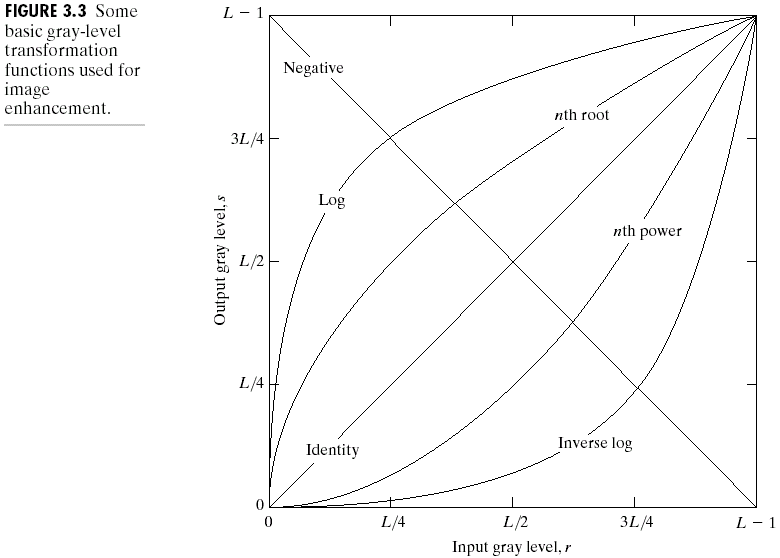 FIGURE 3.3 Some
basic gray-level
transformation
functions used for
image
enhancement.
L − 1
Negative
nth root
3L/4
Log
nth power
Output gray level, s
L/2
L/4
Identity
Inverse log
0
0
L/4
L/2
3L/4
L − 1
Input gray level, r